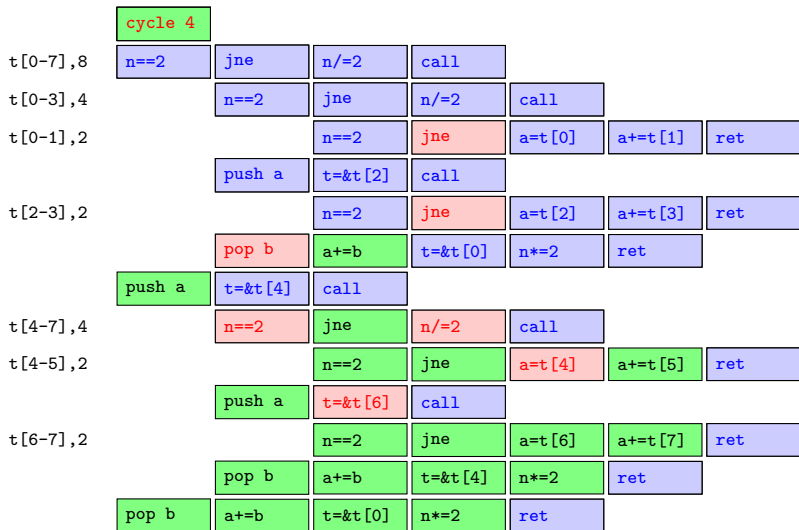 cycle 4
t[0-7],8 n==2 jne n/=2 call
t[0-3],4 n==2 jne n/=2 call
t[0-1],2 n==2 jne a=t[0] a+=t[1] ret
push a t=&t[2] call
t[2-3],2 n==2 jne a=t[2] a+=t[3] ret
pop b a+=b t=&t[0] n*=2 ret
push a t=&t[4] call
t[4-7],4 n==2 jne n/=2 call
t[4-5],2 n==2 jne a=t[4] a+=t[5] ret
push a t=&t[6] call
t[6-7],2 n==2 jne a=t[6] a+=t[7] ret
pop b a+=b t=&t[4] n*=2 ret
pop b a+=b t=&t[0] n*=2 ret